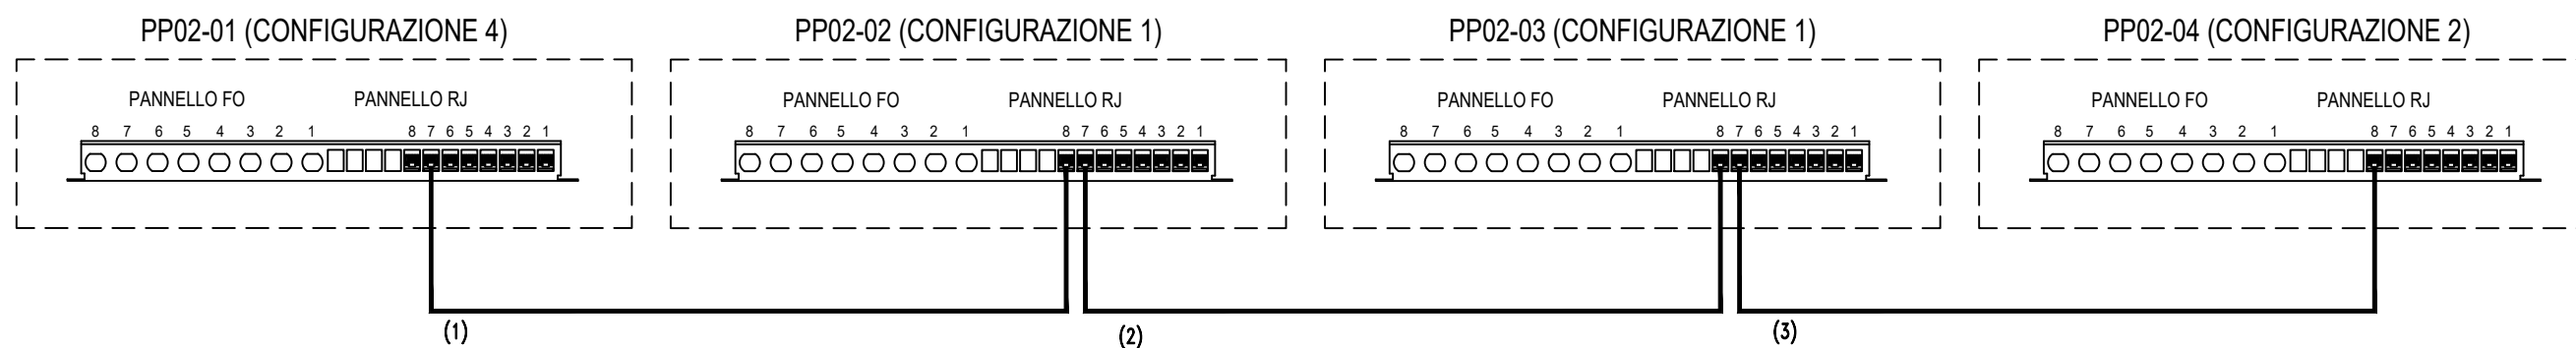 PP02-01 (CONFIGURAZIONE 4) PP02-02 (CONFIGURAZIONE 1) PP02-03 (CONFIGURAZIONE 1) PP02-04 (CONFIGURAZIONE 2)
PANNELLO FO PANNELLO RJ PANNELLO FO PANNELLO RJ PANNELLO FO PANNELLO RJ PANNELLO FO PANNELLO RJ
8 7 6 5 4 3 2 1 8 7 6 5 4 3 2 1 8 7 6 5 4 3 2 1 8 7 6 5 4 3 2 1 8 7 6 5 4 3 2 1 8 7 6 5 4 3 2 1 8 7 6 5 4 3 2 1 8 7 6 5 4 3 2 1
(1) (2) (3)